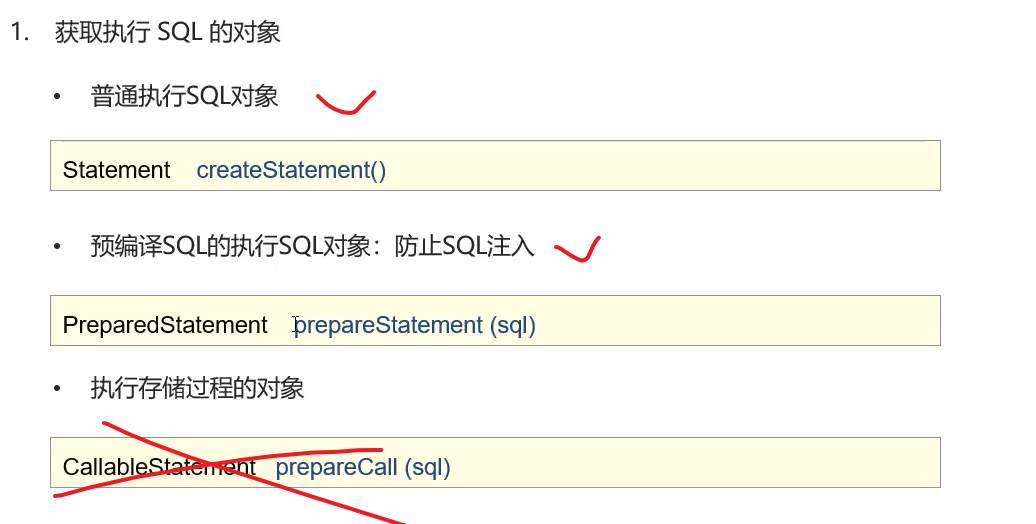 1. 获取执行 SQL 的对象
• 普通执行SQL对象
Statement createStatement()
• 预编译SQL的执行SQL对象：防止SQL注入
PreparedStatement prepareStatement (sql)
• 执行存储过程的对象
CallableStatement prepareCall (sql)